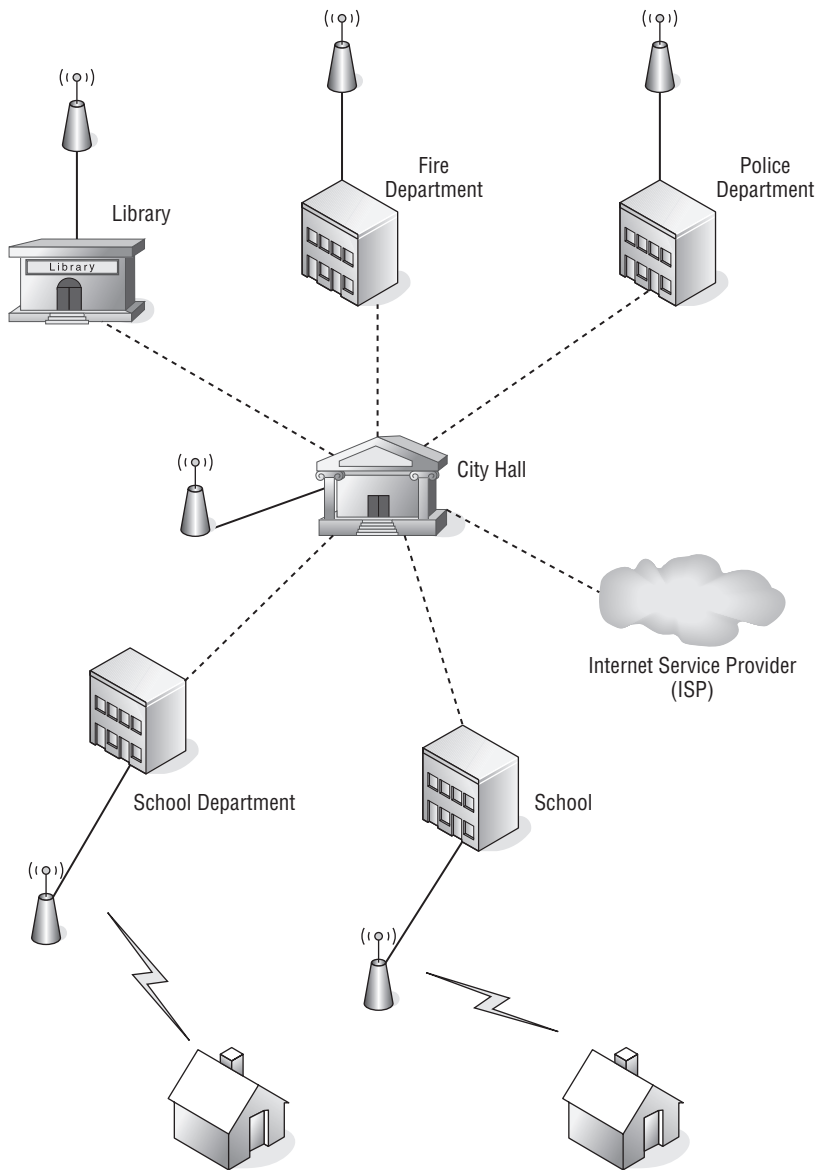 Fire
Department
Police
Department
Library
Library
City Hall
Internet Service Provider
(ISP)
School Department
School